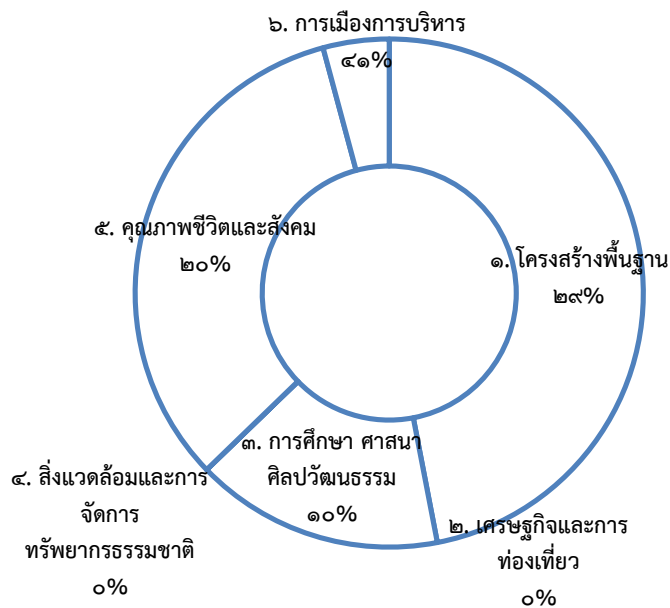 ๖. การเมืองการบริหาร
๔๑%
๑. โครงสร้างพื้นฐาน
๒๙%
๒. เศรษฐกิจและการ
ท่องเที่ยว
๐%
๓. การศึกษา ศาสนา
ศิลปวัฒนธรรม
๑๐%
๔. สิ่งแวดล้อมและการ
จัดการ
ทรัพยากรธรรมชาติ
๐%
๕. คุณภาพชีวิตและสังคม
๒๐%